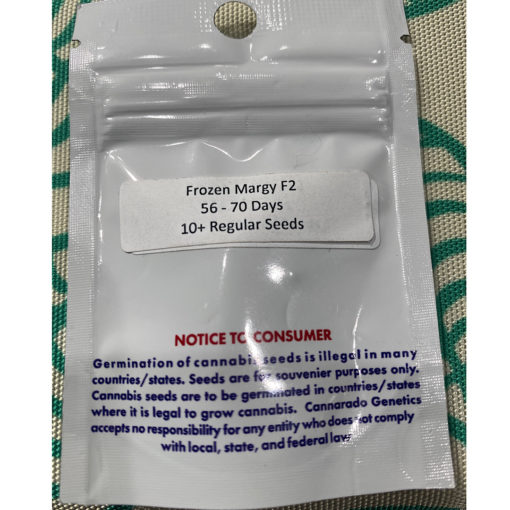 Frozen Margy F2
56 - 70 Days
10+ Regular Seeds
NOTICE TO CONSUMER
Germination of cannabis seeds is illegal in many
countries/states. Seeds are for souvenier purposes only.
Cannabis seeds are to be germinated in countries/states
where it is legal to grow cannabis. Cannarado Genetics
accepts no responsibility for any entity who does not comply
with local, state, and federal law.